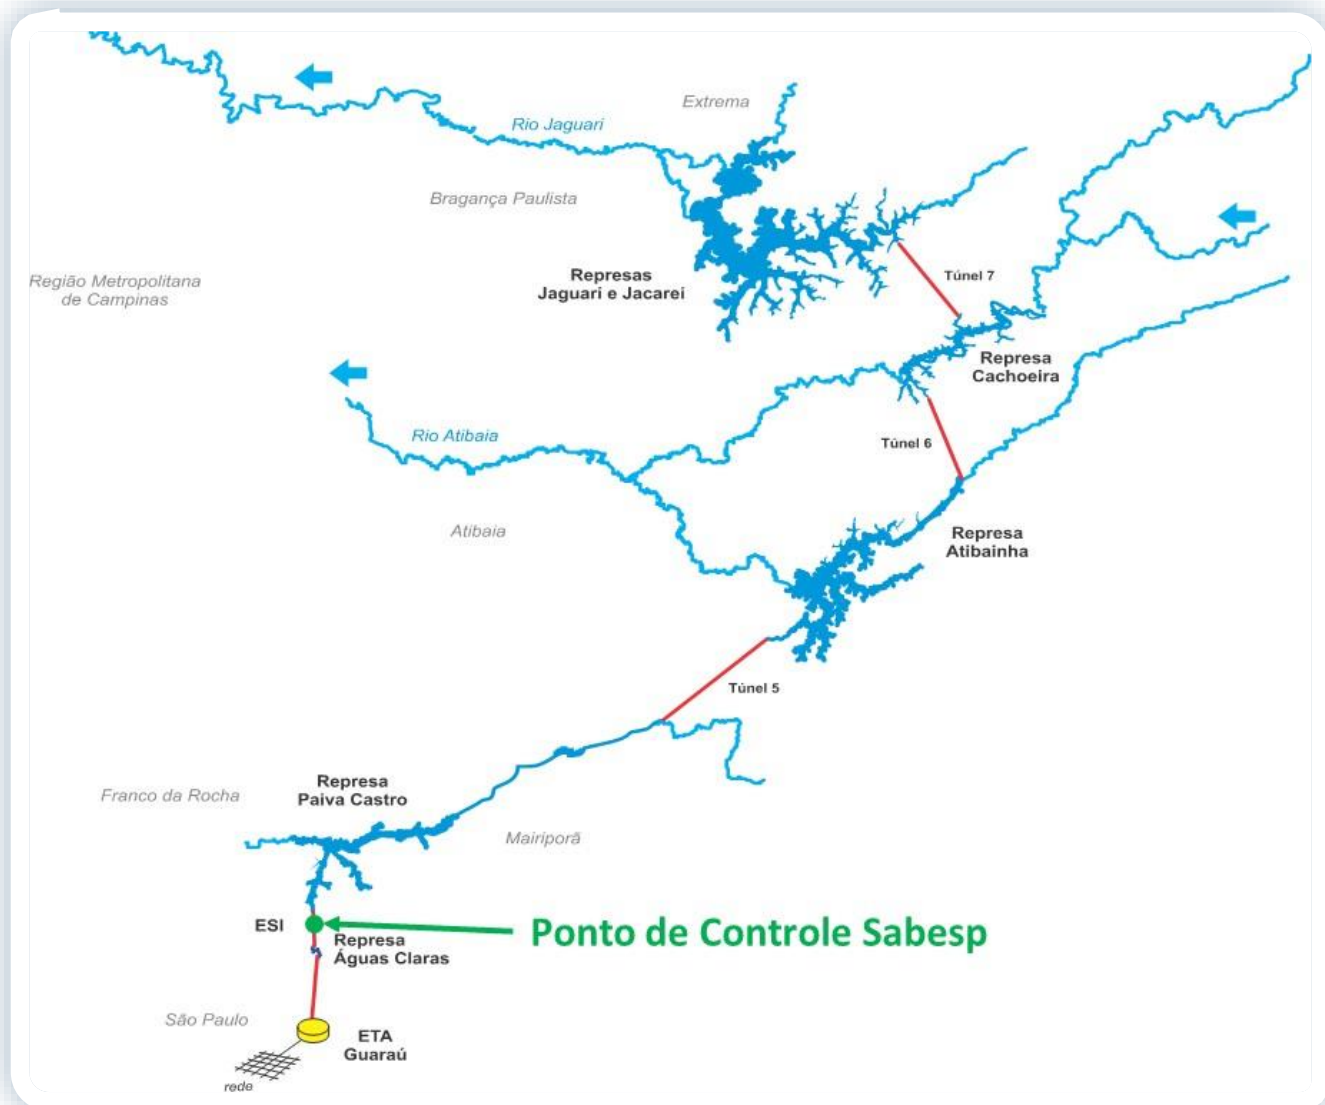 Extrema
Rio Jaguari
Bragança Paulista
Região Metropolitana
de Campinas
Represas
Jaguari e Jacarei
Túnel 7
Represa
Cachoeira
Rio Atibaia
Túnel 6
Atibaia
Represa
Atibainha
Túnel 5
Represa
Paiva Castro
Franco da Rocha
Mairiporã
ESI
Ponto de Controle Sabesp
Represa
Águas Claras
São Paulo
ETA
Guaraú
rede